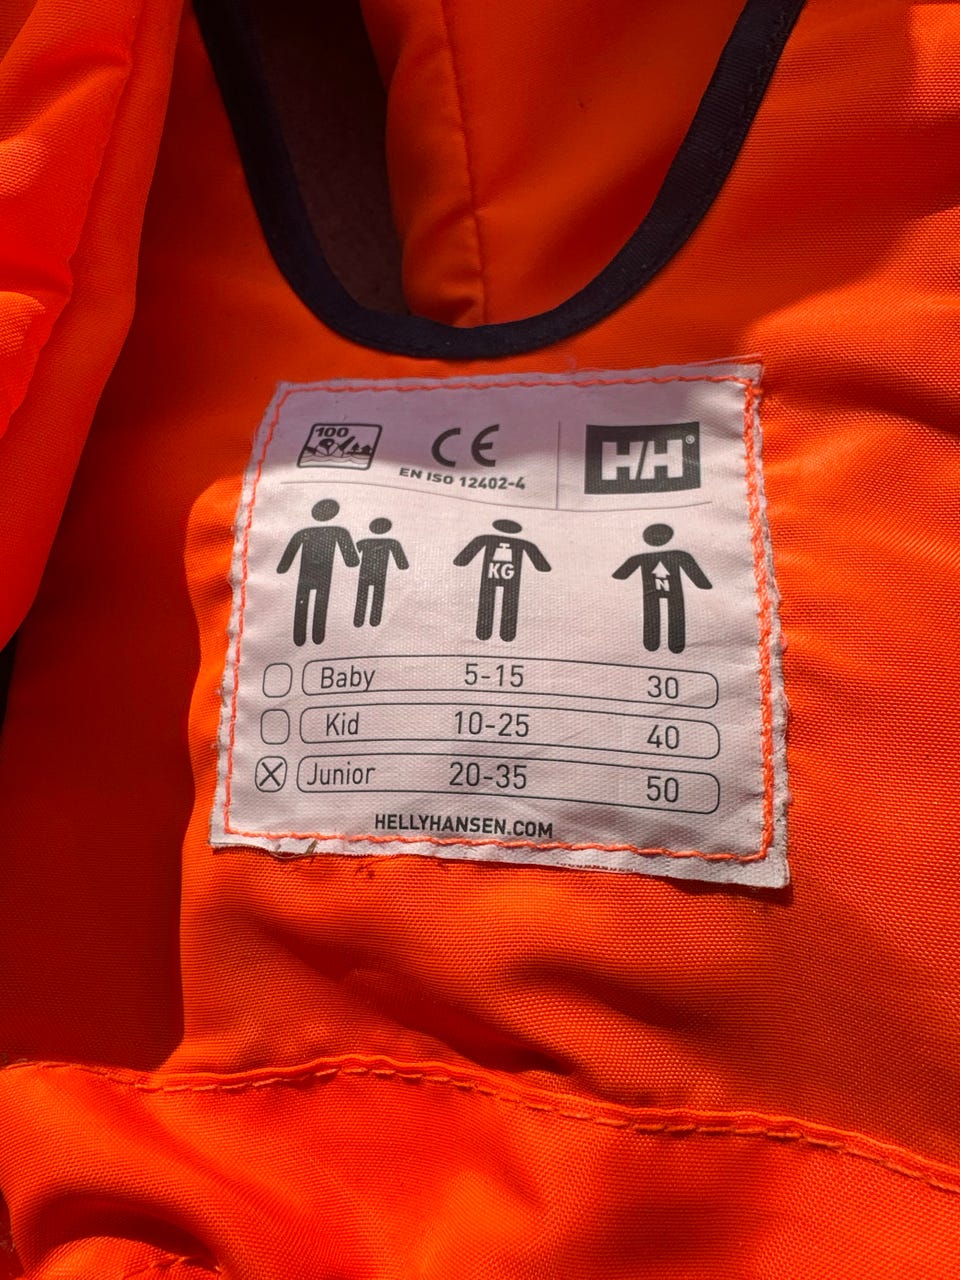 100
CE
EN ISO 12402-4
H/H®
KG
N
Baby 5-15 30
Kid 10-25 40
Junior 20-35 50
HELLYHANSEN.COM